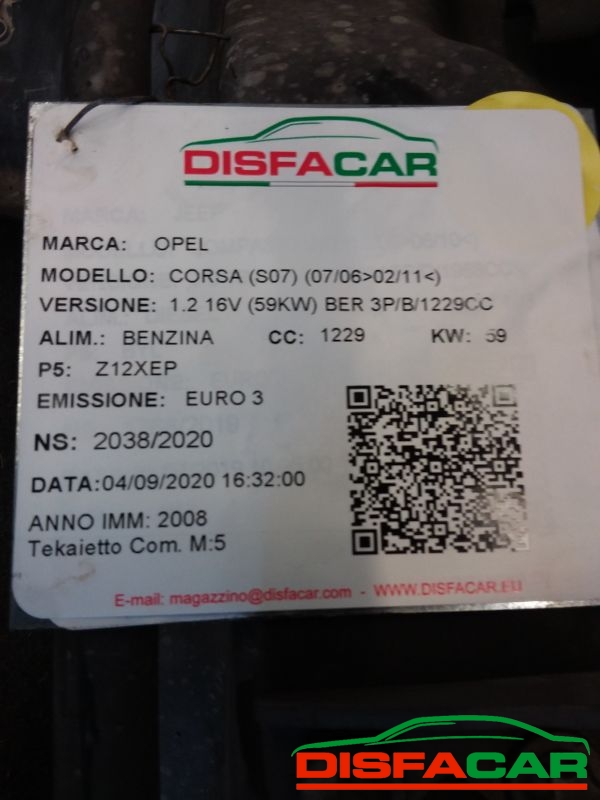 DISFACAR
MARCA: OPEL
MODELLO: CORSA (S07) (07/06>02/11<)
VERSIONE: 1.2 16V (59KW) BER 3P/B/1229CC
ALIM.: BENZINA CC: 1229 KW: 59
P5: Z12XEP
EMISSIONE: EURO 3
NS: 2038/2020
DATA:04/09/2020 16:32:00
ANNO IMM: 2008
Tekaietto Com. M:5
E-mail: magazzino@disfacar.com - WWW.DISFACAR.EU
DISFACAR